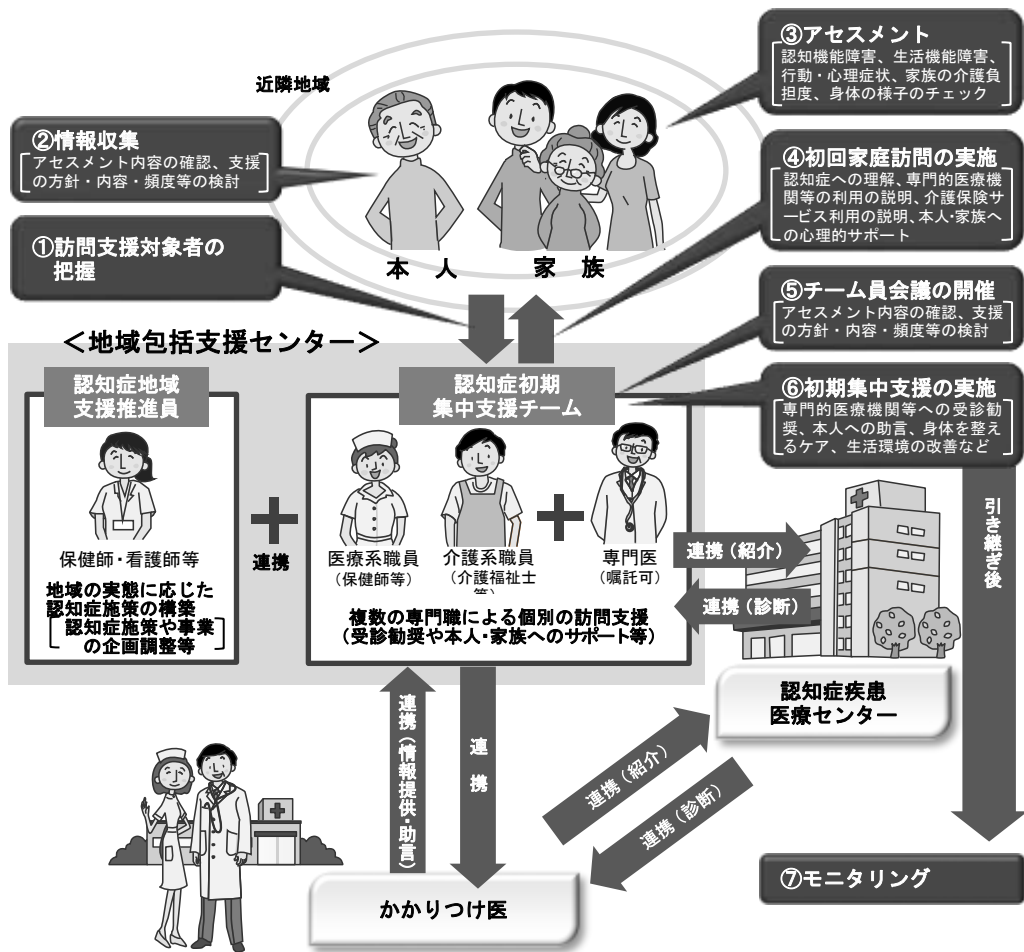 近隣地域
②情報収集
アセスメント内容の確認、支援
の方針・内容・頻度等の検討
①訪問支援対象者の
把握
本 人
家 族
③アセスメント
認知機能障害、生活機能障害、
行動・心理症状、家族の介護負
担度、身体の様子のチェック
④初回家庭訪問の実施
認知症への理解、専門的医療機
関等の利用の説明、介護保険サ
ービス利用の説明、本人・家族へ
の心理的サポート
⑤チーム員会議の開催
アセスメント内容の確認、支援
の方針・内容・頻度等の検討
⑥初期集中支援の実施
専門的医療機関等への受診勧
奨、本人への助言、身体を整え
るケア、生活環境の改善など
＜地域包括支援センター＞
認知症地域
支援推進員
保健師・看護師等
地域の実態に応じた
認知症施策の構築
認知症施策や事業
の企画調整等
連携
認知症初期
集中支援チーム
医療系職員
（保健師等）
介護系職員
（介護福祉士
等）
専門医
（嘱託可）
複数の専門職による個別の訪問支援
（受診勧奨や本人・家族へのサポート等）
連携（紹介）
連携（診断）
認知症疾患
医療センター
引き継ぎ後
連携（情報提供・助言）
連携
連携（紹介）
連携（診断）
かかりつけ医
⑦モニタリング